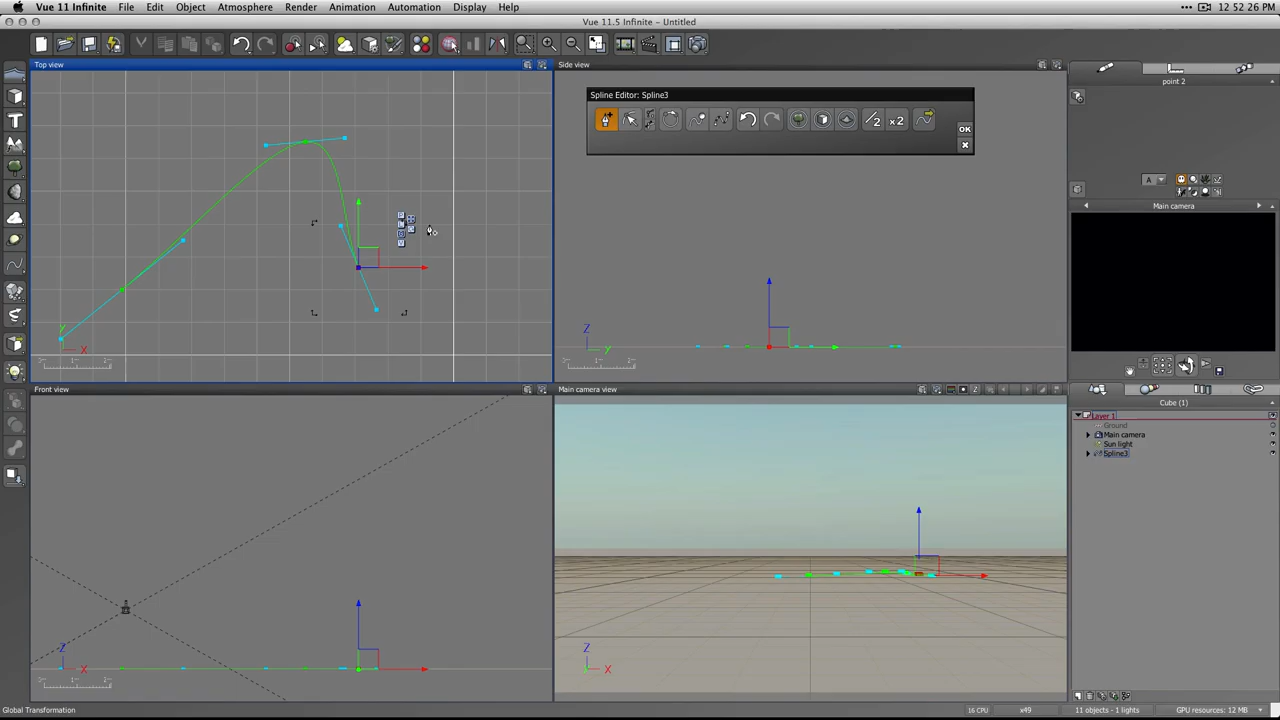 Vue 11 Infinite File Edit Object Atmosphere Render Animation Automation Display Help 12 52 26 PM
Vue 11.5 Infinite - Untitled
Top view
Side view
Spline Editor: Spline3
/2 x2
OK
point 2
A
Main camera
Y
X
Z
Y
Front view
Main camera view
Z
Cube (1)
Layer 1
Ground
Main camera
Sun light
Spline3
Z
X
Z
X
Global Transformation
16 CPU
x49
11 objects - 1 lights
GPU resources: 12 MB